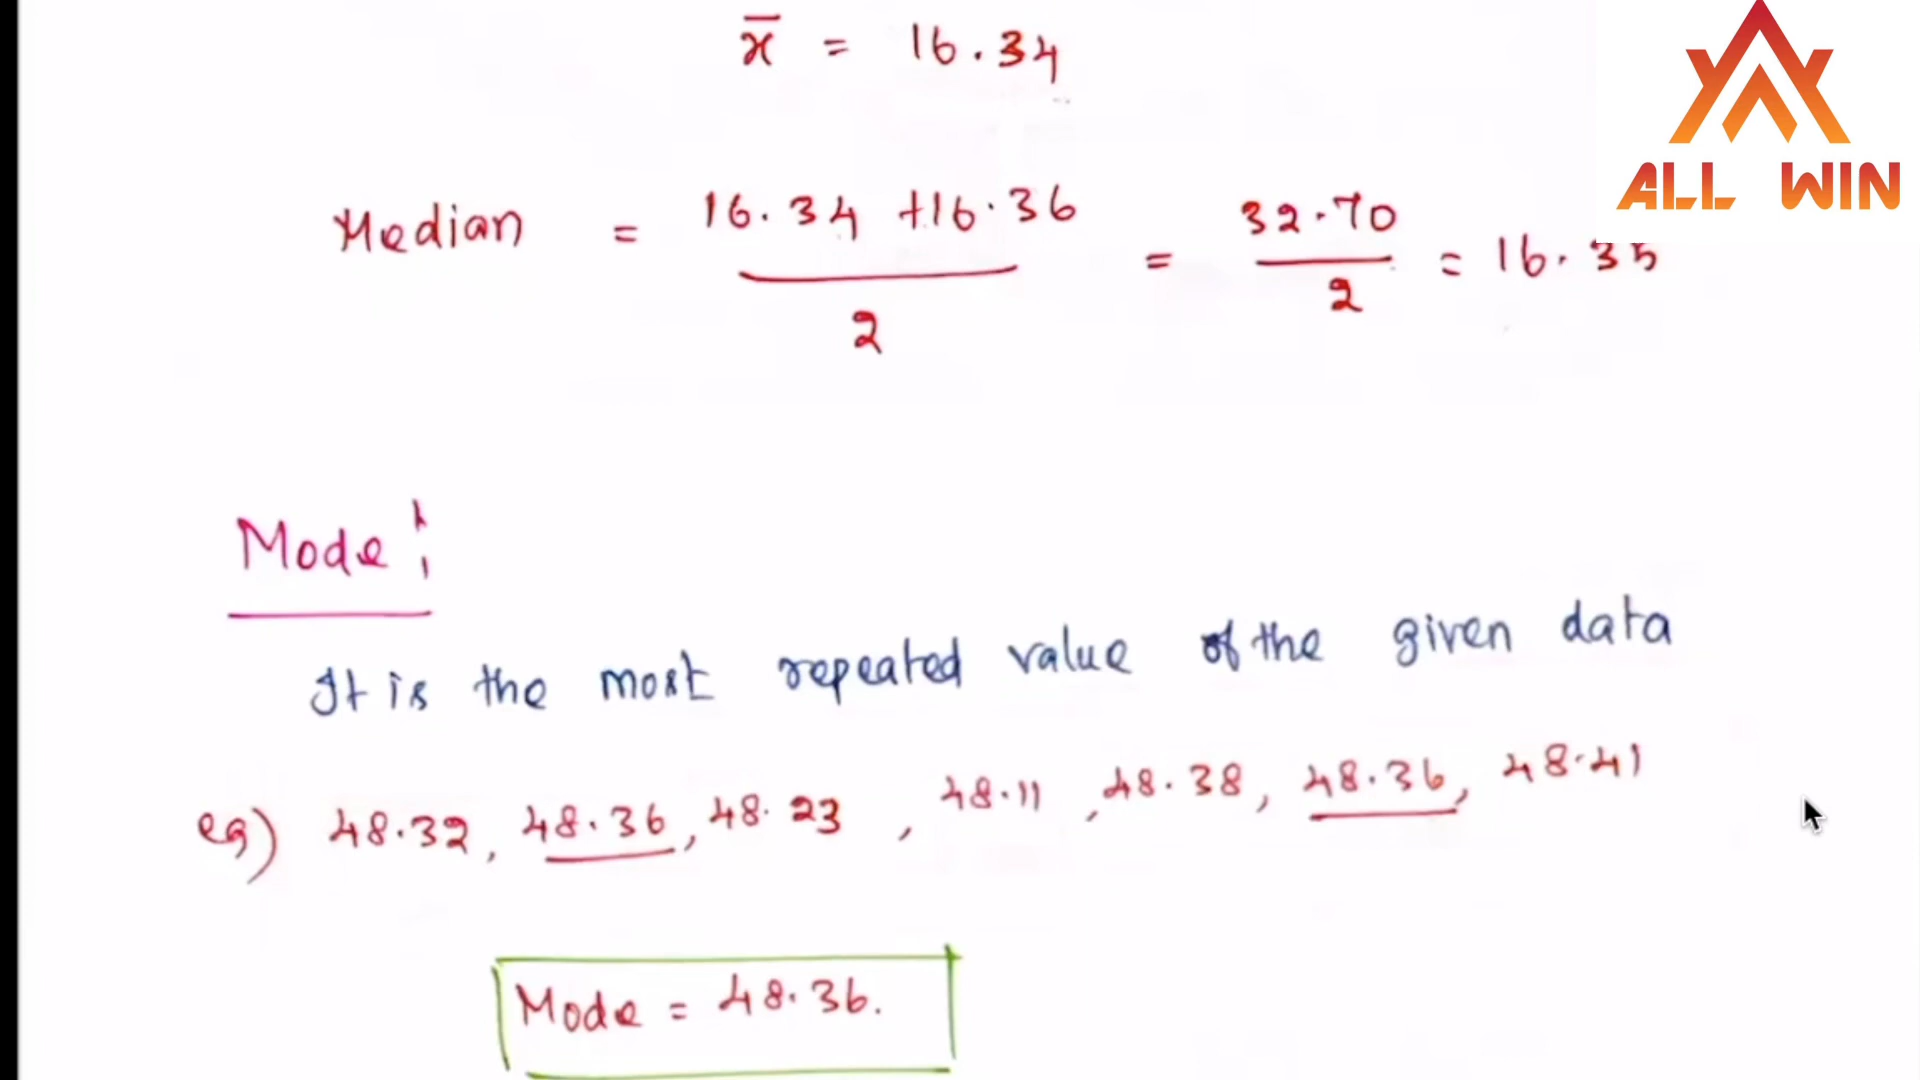 x̄ = 16.34
ALL WIN
Median = 16.34 + 16.36 / 2 = 32.70 / 2 = 16.35
Mode:
It is the most repeated value of the given data
eg) 48.32, 48.36, 48.23, 48.11, 48.38, 48.36, 48.41
Mode = 48.36.